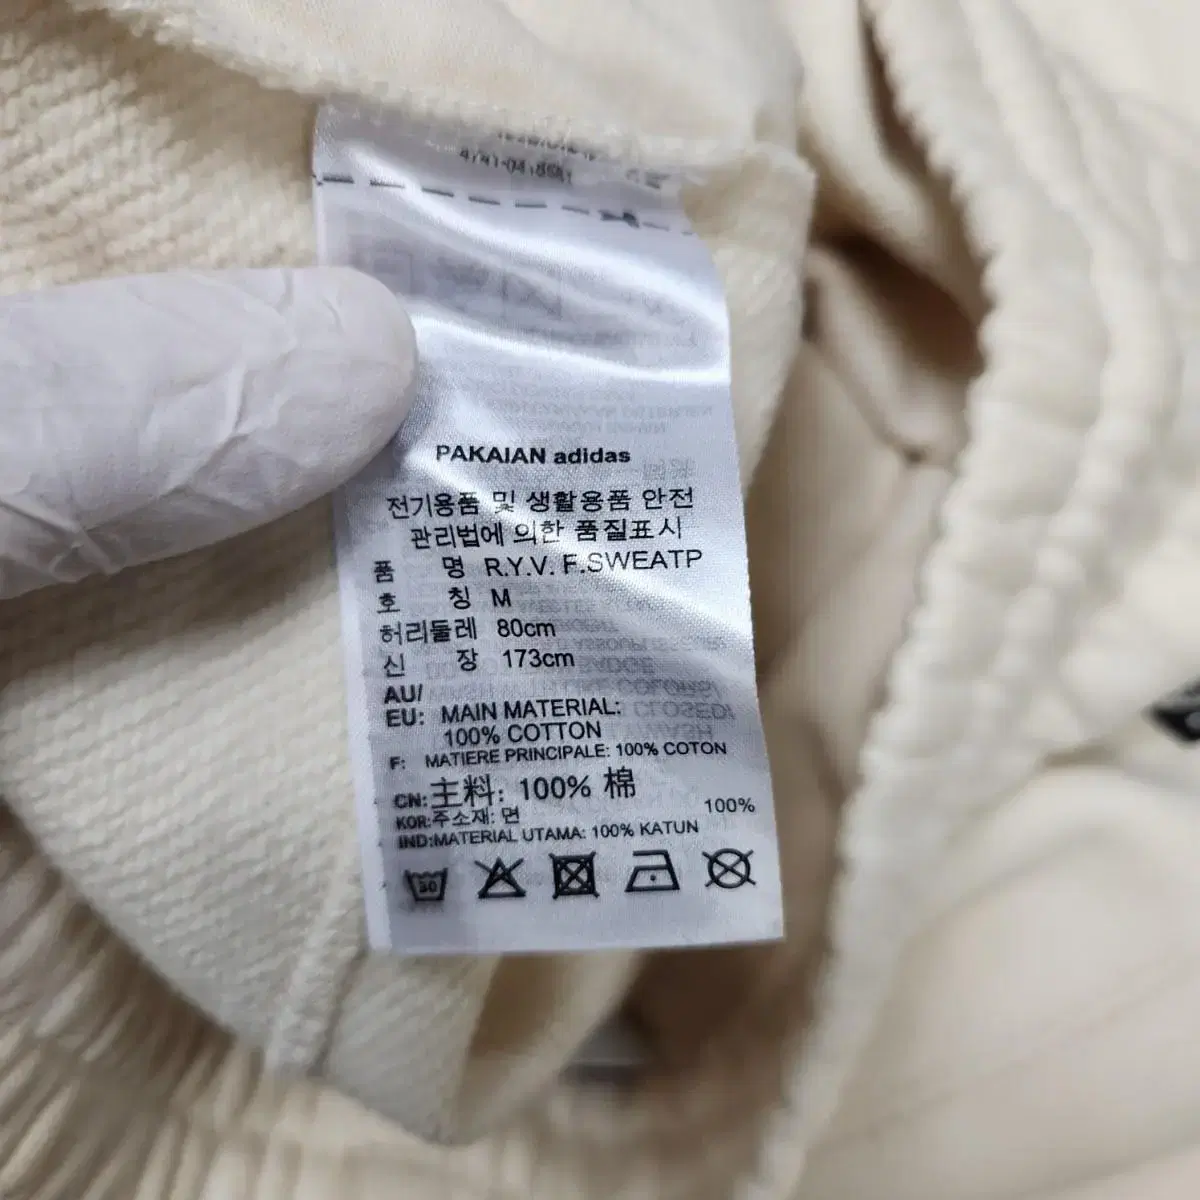 PAKAIAN adidas
전기용품 및 생활용품 안전
관리법에 의한 품질표시
품 명 R.Y.V. F.SWEATP
호 칭 M
허리둘레 80cm
신 장 173cm
AU/
EU: MAIN MATERIAL:
100% COTTON
F: MATIERE PRINCIPALE: 100% COTON
CN: 主料: 100% 棉
KOR: 주소재: 면 100%
IND:MATERIAL UTAMA: 100% KATUN
30